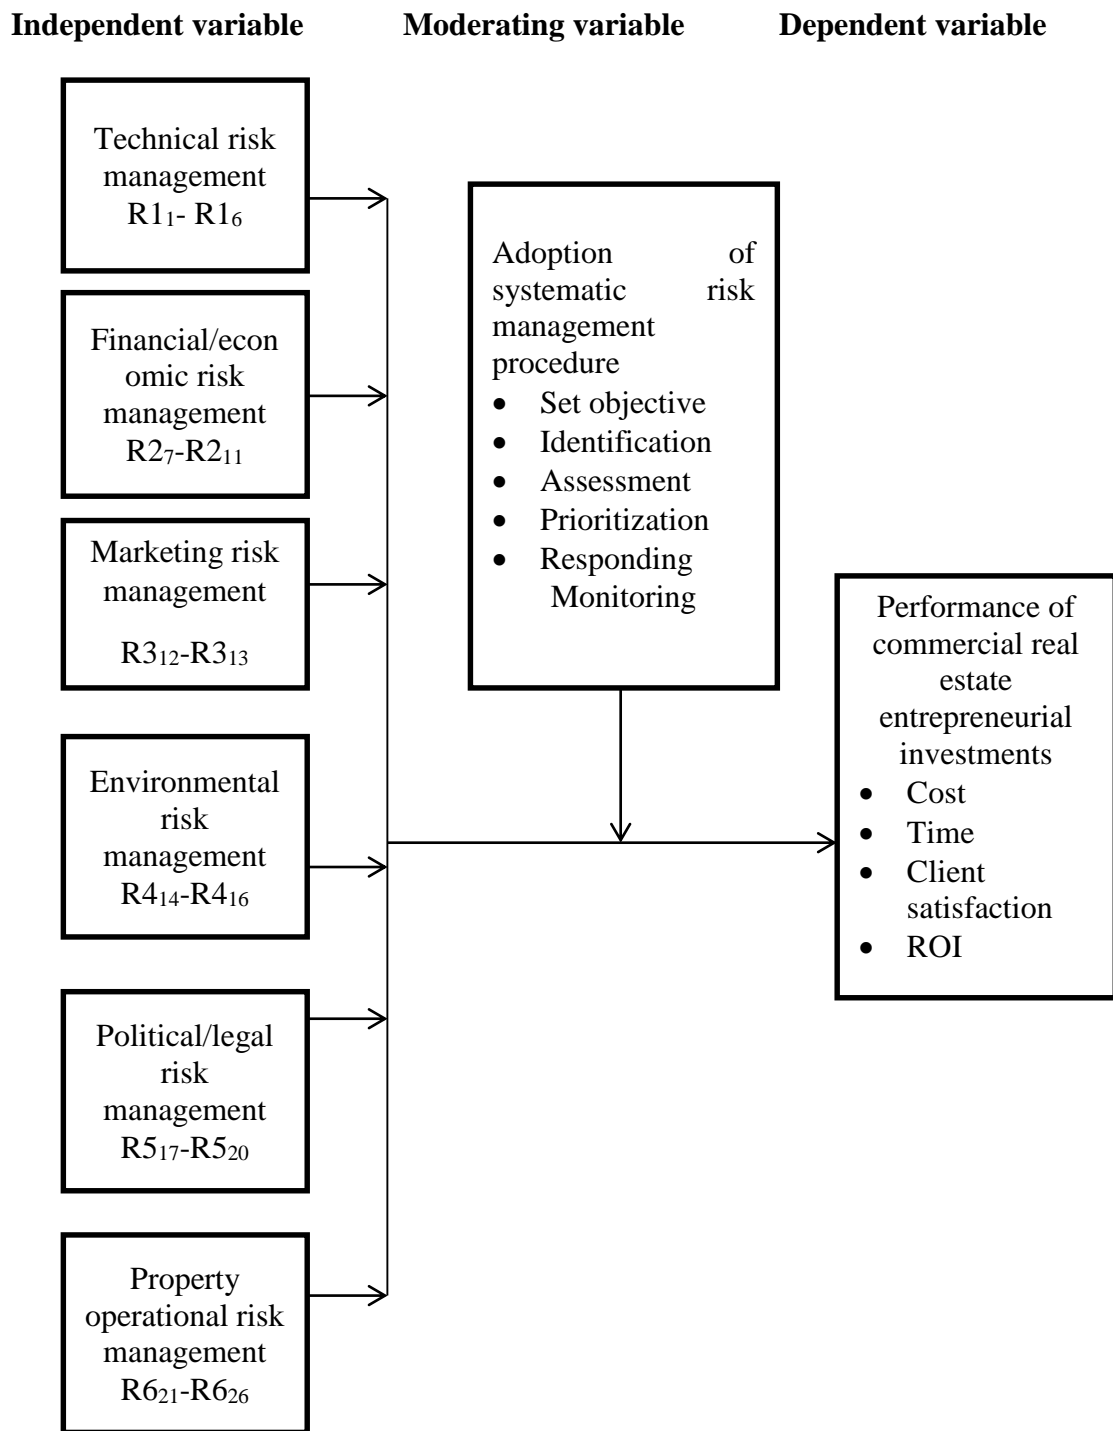 Independent variable
Moderating variable
Dependent variable
Technical risk
management
R1₁- R1₆
Financial/econ
omic risk
management
R2₇-R2₁₁
Marketing risk
management
R3₁₂-R3₁₃
Environmental
risk
management
R4₁₄-R4₁₆
Political/legal
risk
management
R5₁₇-R5₂₀
Property
operational risk
management
R6₂₁-R6₂₆
Adoption of
systematic risk
management
procedure
• Set objective
• Identification
• Assessment
• Prioritization
• Responding
Monitoring
Performance of
commercial real
estate
entrepreneurial
investments
• Cost
• Time
• Client
satisfaction
• ROI